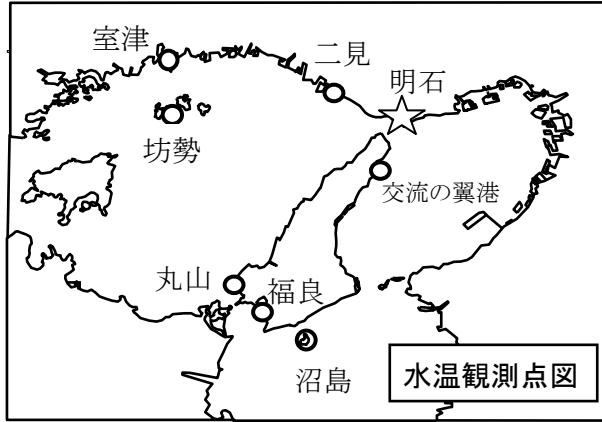 室津
二見
明石
坊勢
交流の翼港
丸山
福良
沼島
水温観測点図